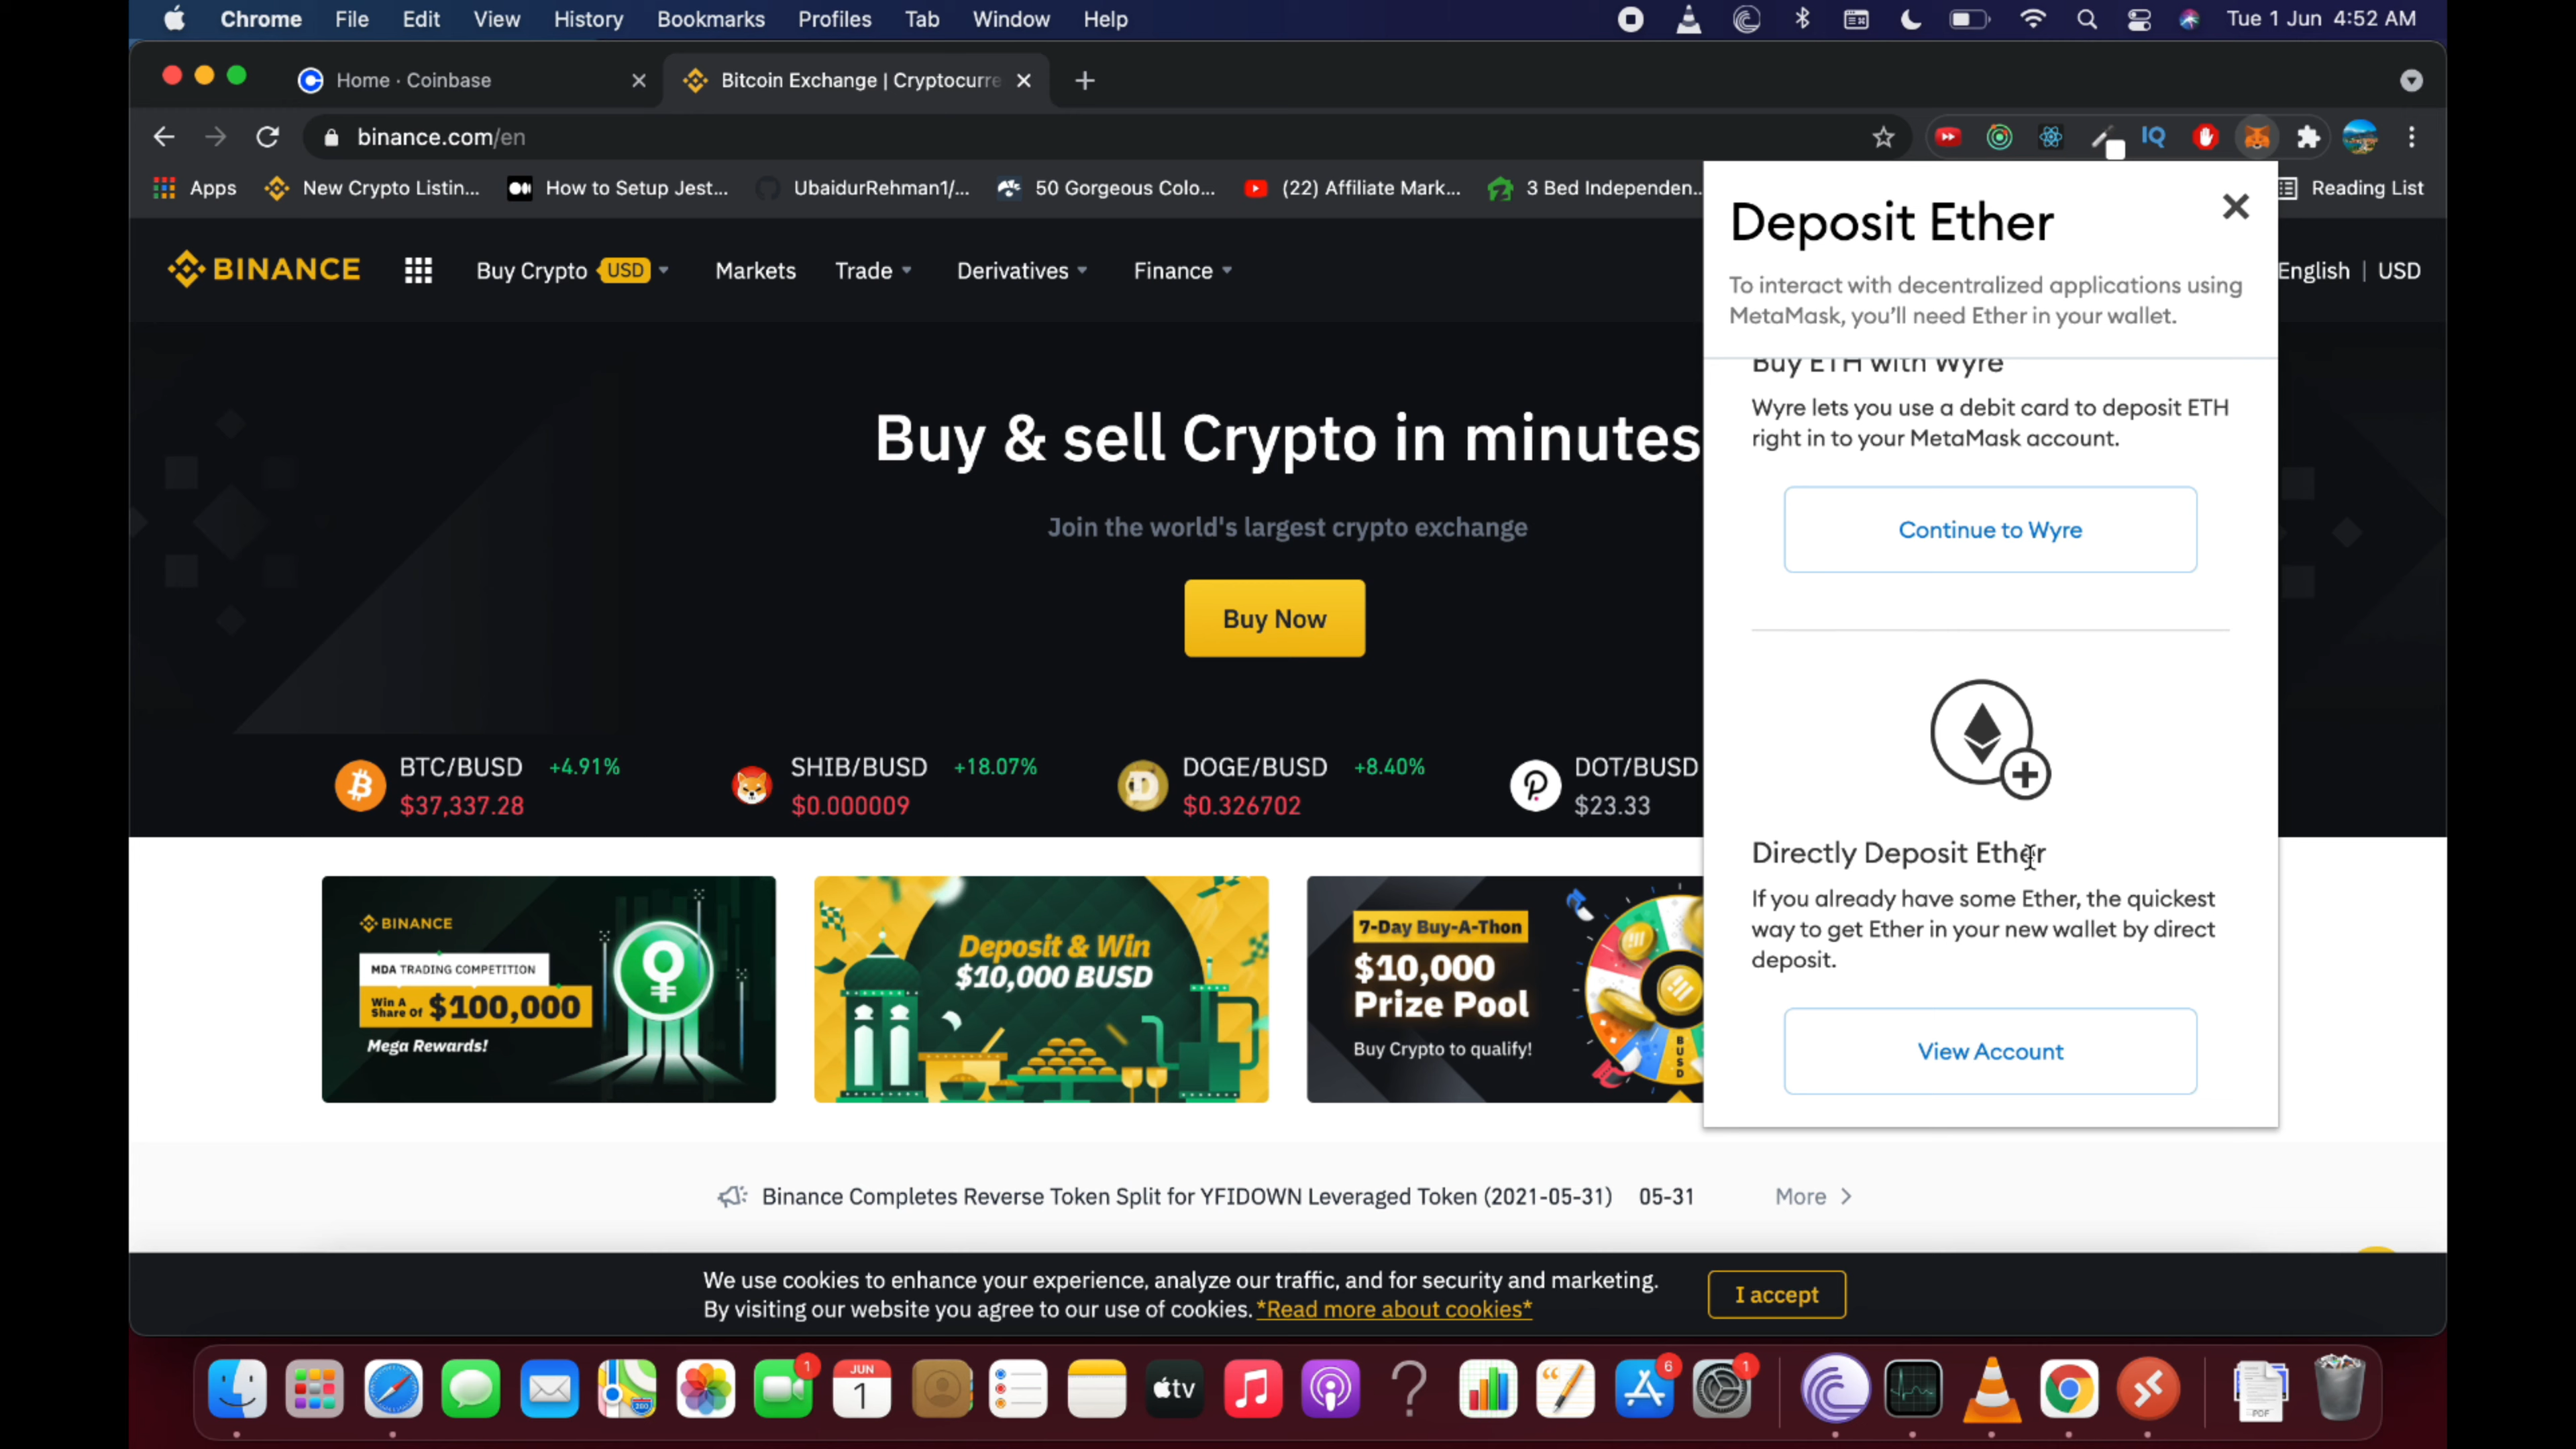 Chrome File Edit View History Bookmarks Profiles Tab Window Help Tue 1 Jun 4:52 AM
Home · Coinbase Bitcoin Exchange | Cryptocurre
binance.com/en
Apps New Crypto Listin... How to Setup Jest... UbaidurRehman1/... 50 Gorgeous Colo... (22) Affiliate Mark... 3 Bed Independen... Reading List
BINANCE Buy Crypto USD Markets Trade Derivatives Finance English | USD
Buy & sell Crypto in minutes
Join the world's largest crypto exchange
Buy Now
BTC/BUSD +4.91%
$37,337.28
SHIB/BUSD +18.07%
$0.000009
DOGE/BUSD +8.40%
$0.326702
DOT/BUSD
$23.33
BINANCE
MDA TRADING COMPETITION
Win A
Share Of $100,000
Mega Rewards!
Deposit & Win
$10,000 BUSD
7-Day Buy-A-Thon
$10,000
Prize Pool
Buy Crypto to qualify!
BUSD
Binance Completes Reverse Token Split for YFIDOWN Leveraged Token (2021-05-31) 05-31 More
We use cookies to enhance your experience, analyze our traffic, and for security and marketing.
By visiting our website you agree to our use of cookies. *Read more about cookies*
I accept
Deposit Ether
To interact with decentralized applications using
MetaMask, you'll need Ether in your wallet.
Buy ETH with Wyre
Wyre lets you use a debit card to deposit ETH
right in to your MetaMask account.
Continue to Wyre
Directly Deposit Ether
If you already have some Ether, the quickest
way to get Ether in your new wallet by direct
deposit.
View Account
IQ
280
1
JUN
1
tv
6
1
PDF